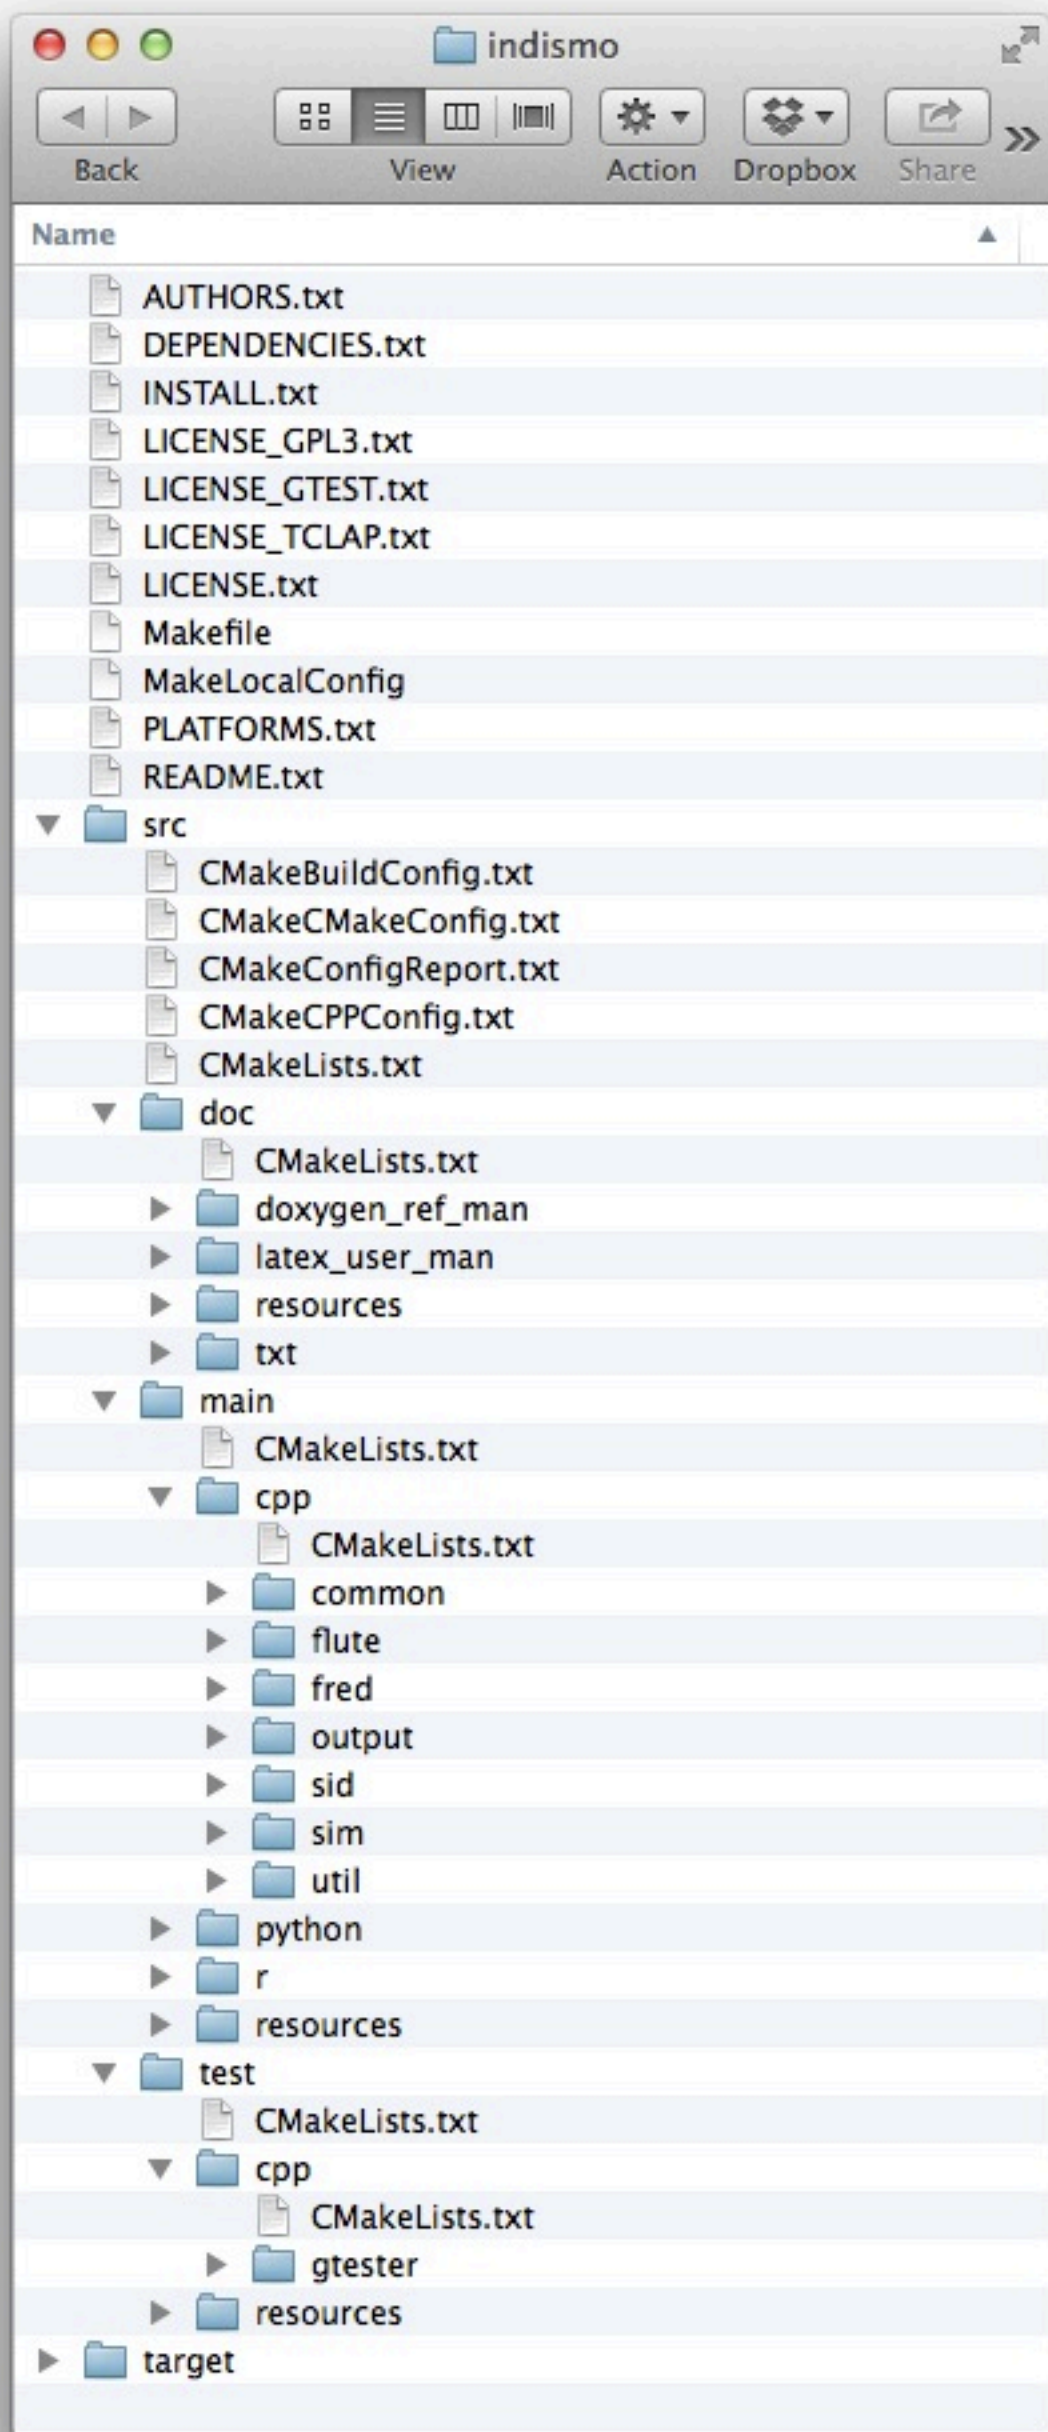 indismo
Back View Action Dropbox Share
Name
AUTHORS.txt
DEPENDENCIES.txt
INSTALL.txt
LICENSE_GPL3.txt
LICENSE_GTEST.txt
LICENSE_TCLAP.txt
LICENSE.txt
Makefile
MakeLocalConfig
PLATFORMS.txt
README.txt
src
CMakeBuildConfig.txt
CMakeCMakeConfig.txt
CMakeConfigReport.txt
CMakeCPPConfig.txt
CMakeLists.txt
doc
CMakeLists.txt
doxygen_ref_man
latex_user_man
resources
txt
main
CMakeLists.txt
cpp
CMakeLists.txt
common
flute
fred
output
sid
sim
util
python
r
resources
test
CMakeLists.txt
cpp
CMakeLists.txt
gtester
resources
target